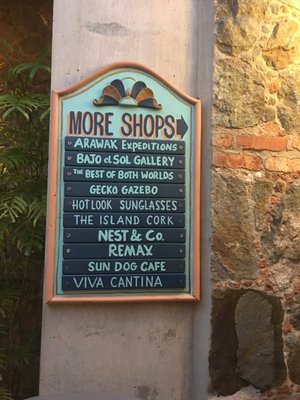 MORE SHOPS
ARAWAK EXPEDITIONS
BAJO el SOL GALLERY
THE BEST OF BOTH WORLDS
GECKO GAZEBO
HOT LOOK SUNGLASSES
THE ISLAND CORK
NEST & Co.
REMAX
SUN DOG CAFE
VIVA CANTINA